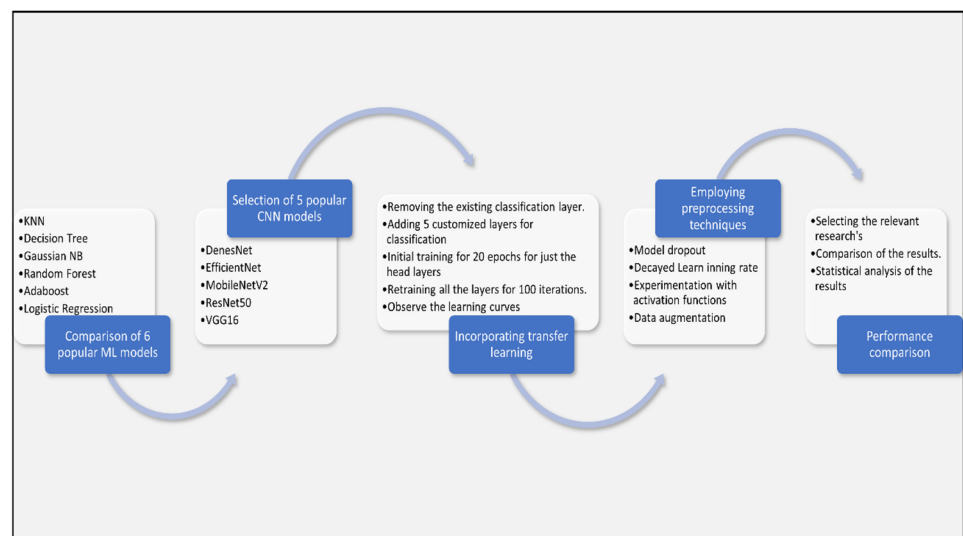 •KNN
•Decision Tree
•Gaussian NB
•Random Forest
•Adaboost
•Logistic Regression
Comparison of 6
popular ML models
Selection of 5 popular
CNN models
•DenesNet
•EfficientNet
•MobileNetV2
•ResNet50
•VGG16
•Removing the existing classification layer.
•Adding 5 customized layers for
classification
•Initial training for 20 epochs for just the
head layers
•Retraining all the layers for 100 iterations.
•Observe the learning curves
Incorporating transfer
learning
Employing
preprocessing
techniques
•Model dropout
•Decayed Learn inning rate
•Experimentation with
activation functions
•Data augmentation
•Selecting the relevant
research's
•Comparison of the results.
•Statistical analysis of the
results
Performance
comparison